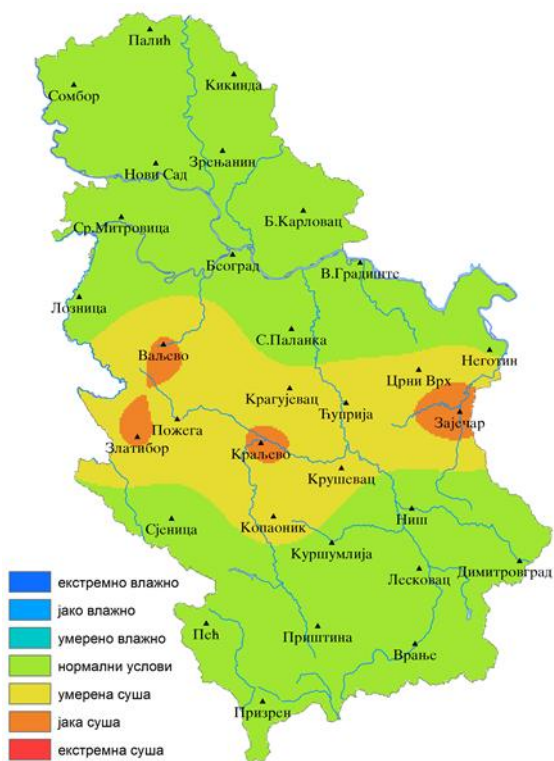 Палић
Кикинда
Сомбор
Зрењанин
Нови Сад
Б.Карловац
Ср.Митровица
Београд
В.Градиште
Лозница
С.Паланка
Ваљево
Неготин
Црни Врх
Крагујевац
Ћуприја
Пожега
Зајечар
Златибор
Краљево
Крушевац
Ниш
Копаоник
Сјеница
Куршумлија
Димитровград
Лесковац
Пећ
Приштина
Врање
Призрен
екстремно влажно
јако влажно
умерено влажно
нормални услови
умерена суша
јака суша
екстремна суша